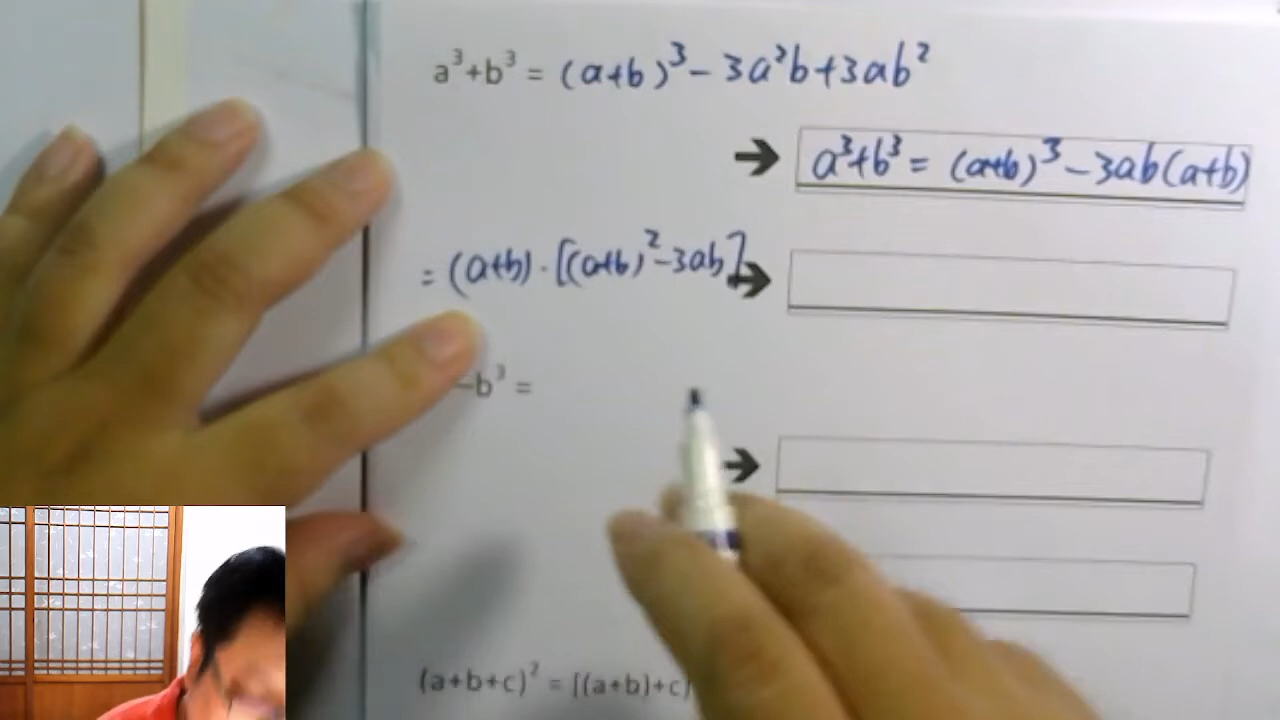 a³+b³ = (a+b)³ - 3a²b+3ab²
→ a³+b³ = (a+b)³ - 3ab(a+b)
= (a+b) · [(a+b)² - 3ab] →
-b³ =
→
(a+b+c)² = [(a+b)+c)